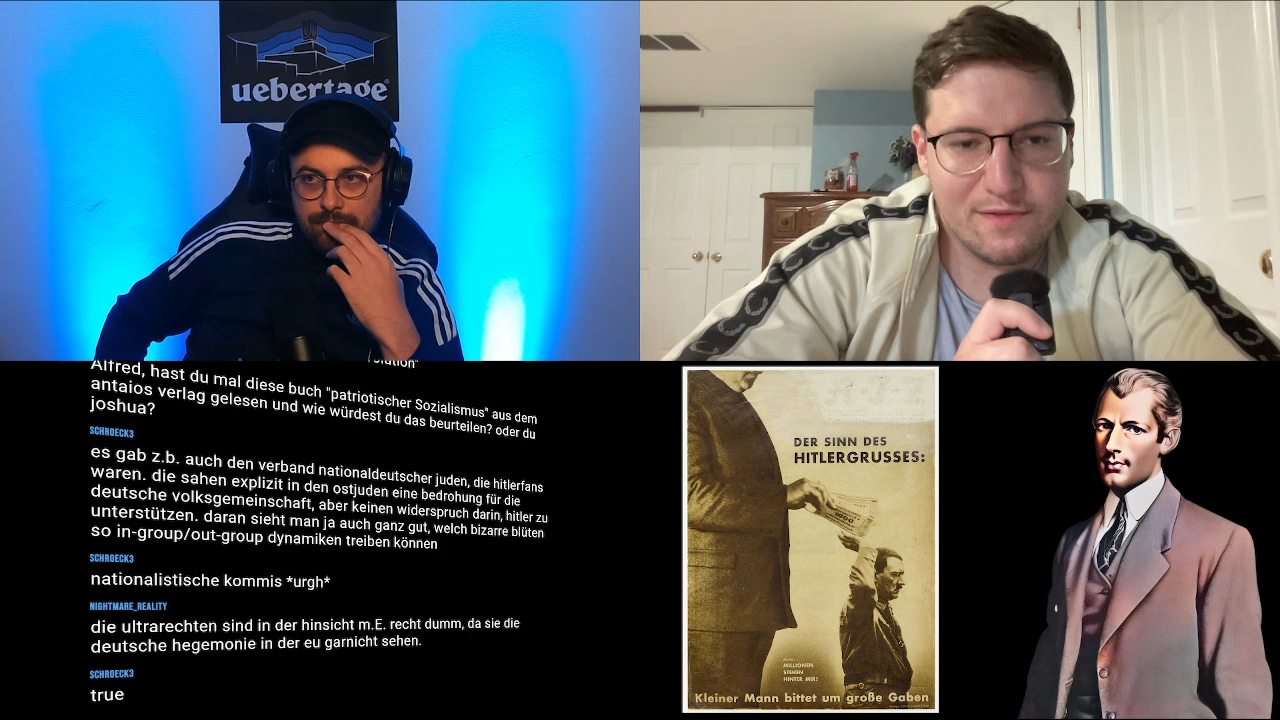 uebertage
Alfred, hast du mal diese buch "patriotischer Sozialismus" aus dem
antaios verlag gelesen und wie würdest du das beurteilen? oder du
joshua?
SCHROECK3
es gab z.b. auch den verband nationaldeutscher juden, die hitlerfans
waren. die sahen explizit in den ostjuden eine bedrohung für die
deutsche volksgemeinschaft, aber keinen widerspruch darin, hitler zu
unterstützen. daran sieht man ja auch ganz gut, welch bizarre blüten
so in-group/out-group dynamiken treiben können
SCHROECK3
nationalistische kommis *urgh*
NIGHTMARE_REALITY
die ultrarechten sind in der hinsicht m.E. recht dumm, da sie die
deutsche hegemonie in der eu garnicht sehen.
SCHROECK3
true
DER SINN DES
HITLERGRUSSES:
MILLIONEN
STEHEN
HINTER MIR!
Kleiner Mann bittet um große Gaben